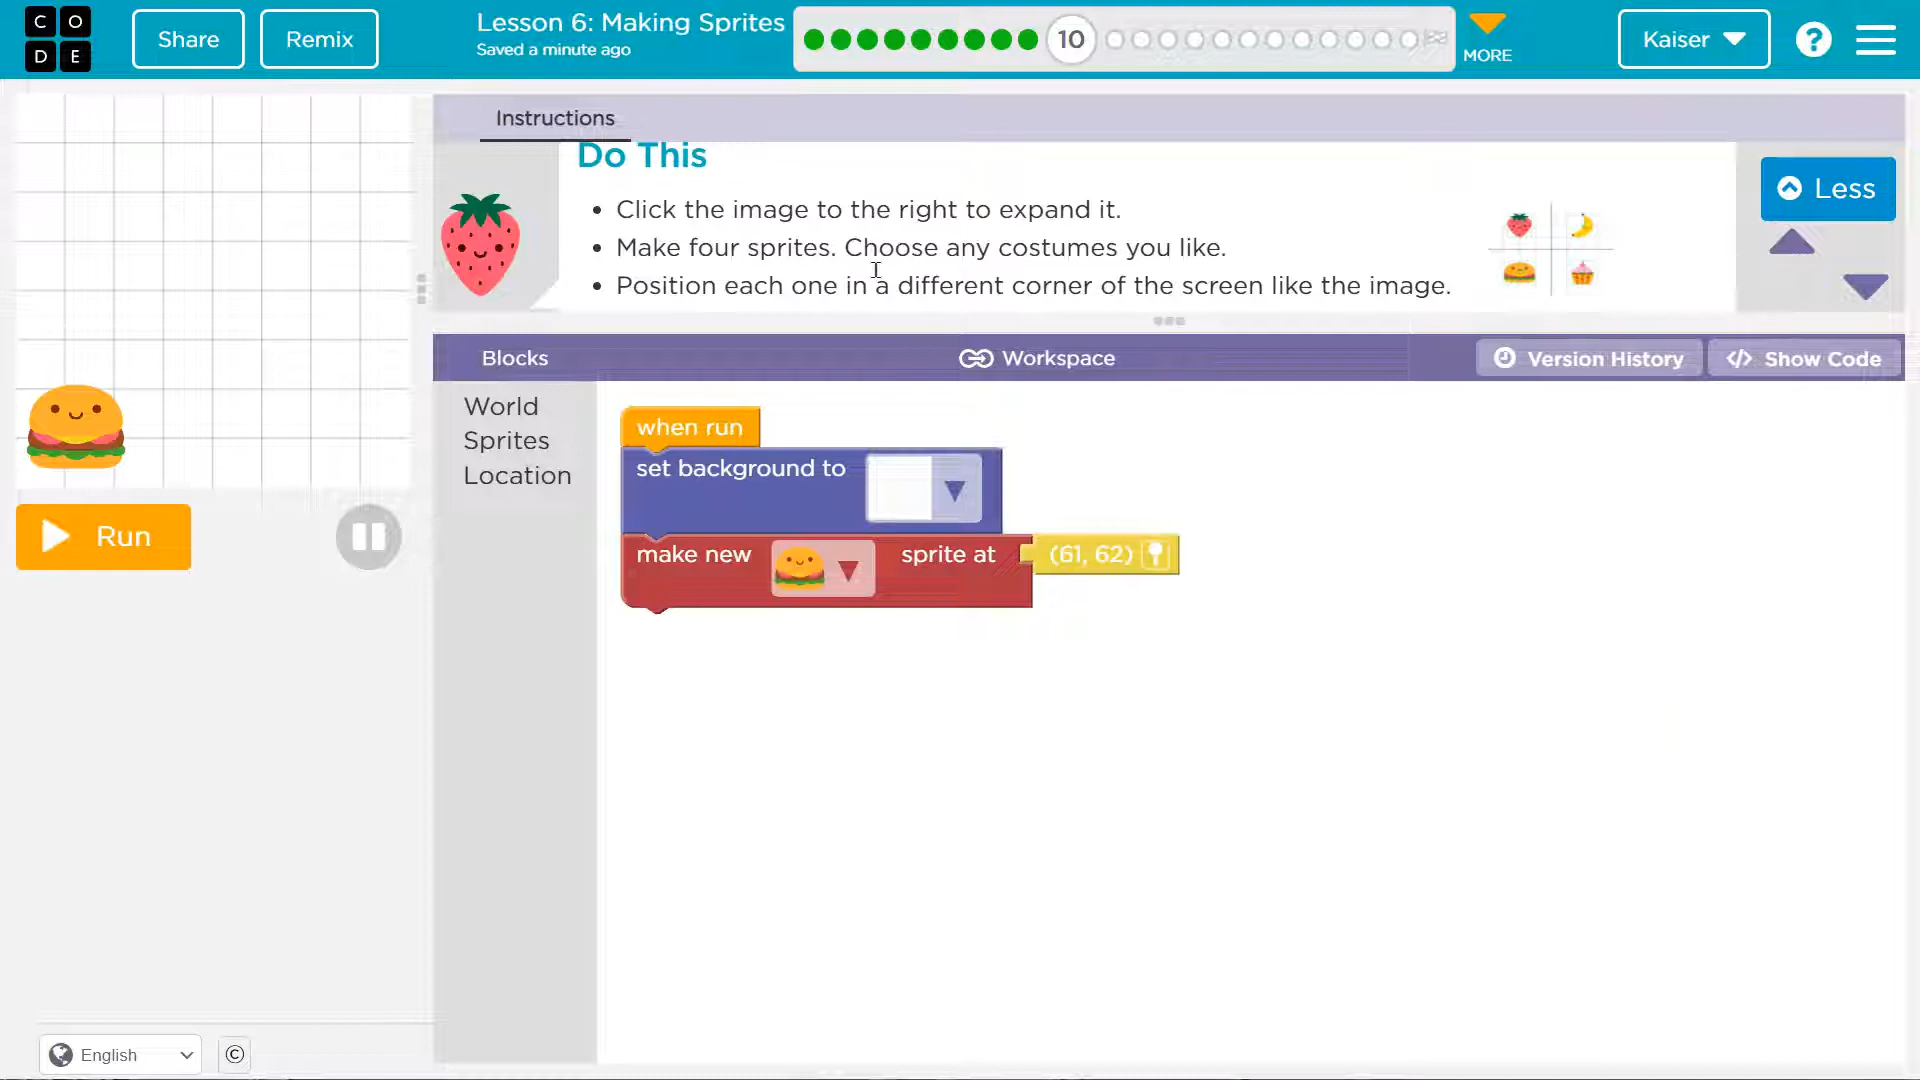 CO
DE
Share
Remix
Lesson 6: Making Sprites
Saved a minute ago
10
MORE
Kaiser
?
Instructions
Do This
• Click the image to the right to expand it.
• Make four sprites. Choose any costumes you like.
• Position each one in a different corner of the screen like the image.
Less
Blocks
Workspace
Version History
</> Show Code
World
Sprites
Location
when run
set background to
make new sprite at (61, 62)
Run
English
©